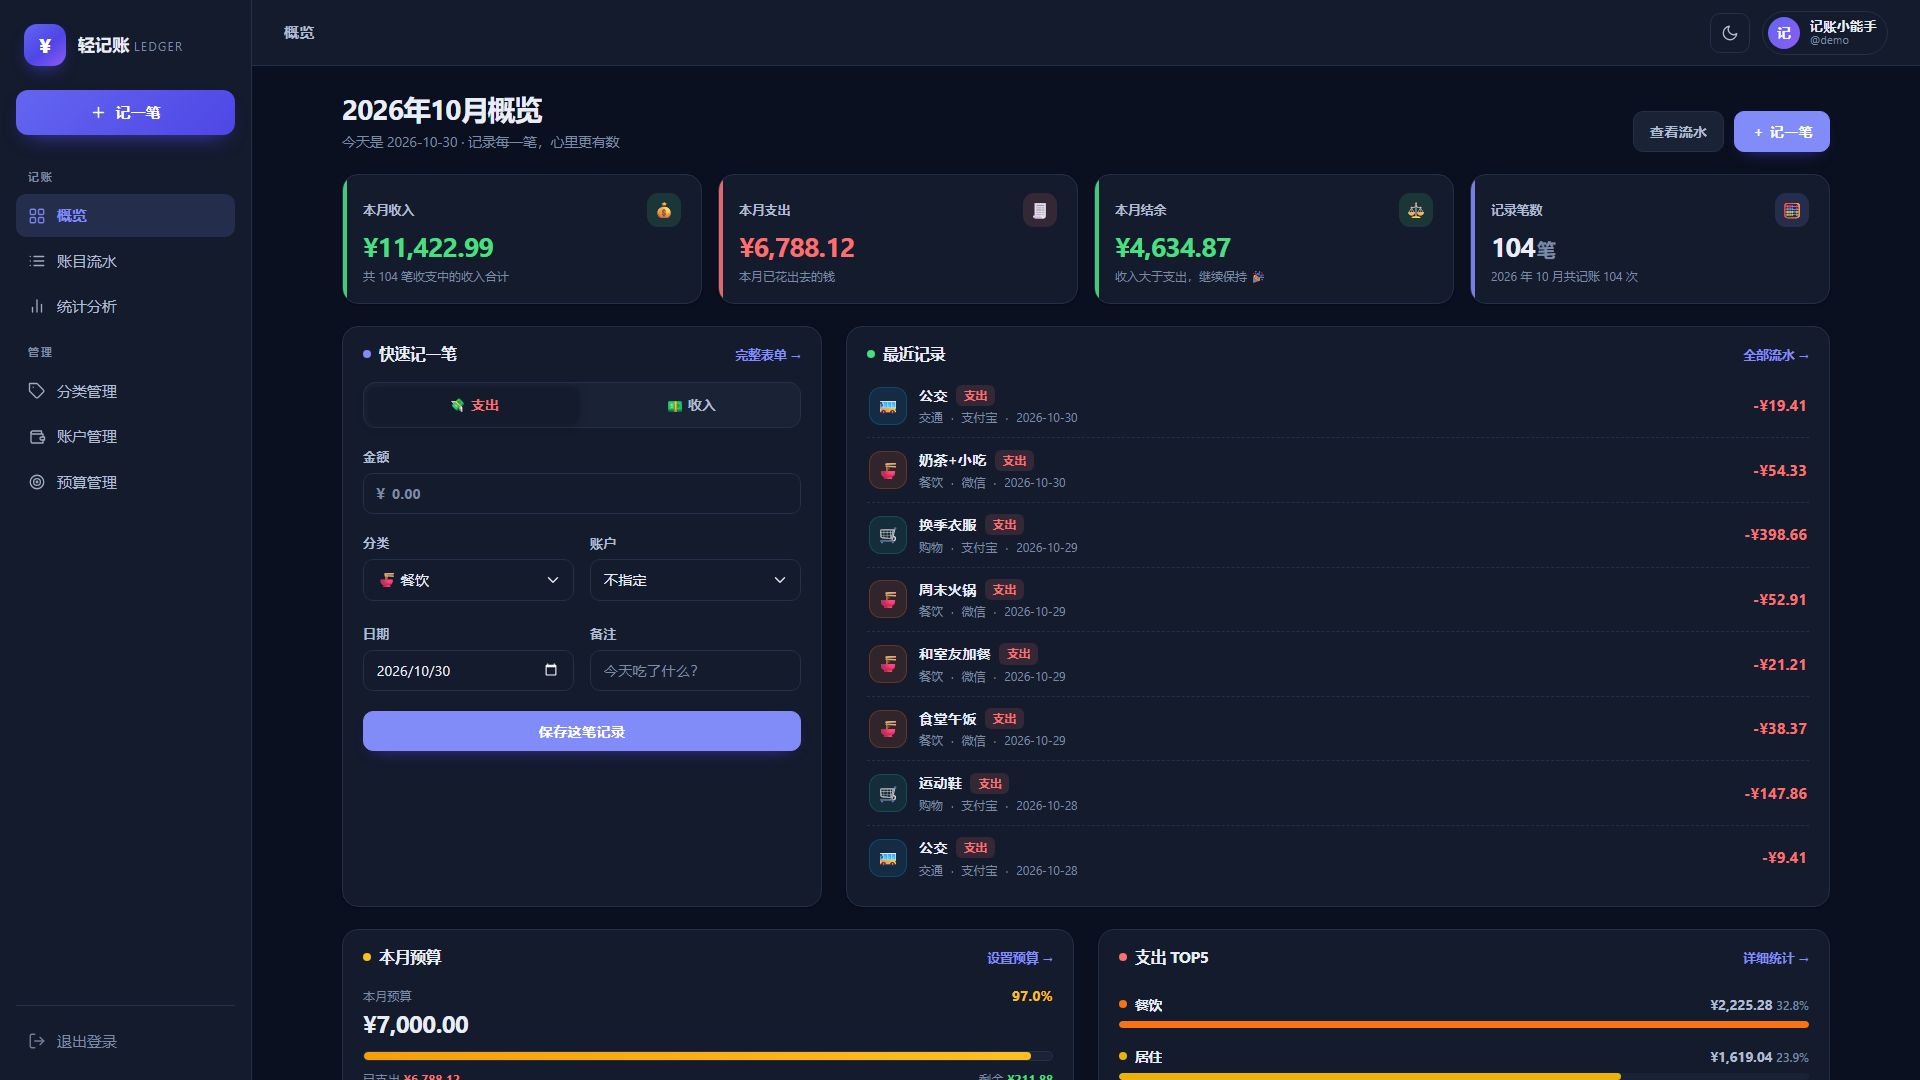 ¥ 轻记账 LEDGER
+ 记一笔
记账
概览
账目流水
统计分析
管理
分类管理
账户管理
预算管理
退出登录
概览
记 记账小能手
@demo
2026年10月概览
今天是 2026-10-30 · 记录每一笔，心里更有数
查看流水
+ 记一笔
本月收入
¥11,422.99
共 104 笔收支中的收入合计
本月支出
¥6,788.12
本月已花出去的钱
本月结余
¥4,634.87
收入大于支出，继续保持 🎉
记录笔数
104笔
2026 年 10 月共记账 104 次
快速记一笔
完整表单 →
💸 支出
💵 收入
金额
¥ 0.00
分类
账户
🍜 餐饮
不指定
日期
备注
2026/10/30
今天吃了什么？
保存这笔记录
最近记录
全部流水 →
公交 支出
交通 · 支付宝 · 2026-10-30
-¥19.41
奶茶+小吃 支出
餐饮 · 微信 · 2026-10-30
-¥54.33
换季衣服 支出
购物 · 支付宝 · 2026-10-29
-¥398.66
周末火锅 支出
餐饮 · 微信 · 2026-10-29
-¥52.91
和室友加餐 支出
餐饮 · 微信 · 2026-10-29
-¥21.21
食堂午饭 支出
餐饮 · 微信 · 2026-10-29
-¥38.37
运动鞋 支出
购物 · 支付宝 · 2026-10-28
-¥147.86
公交 支出
交通 · 支付宝 · 2026-10-28
-¥9.41
本月预算
设置预算 →
本月预算
97.0%
¥7,000.00
已支出 ¥6,788.12
剩余 ¥211.88
支出 TOP5
详细统计 →
餐饮
¥2,225.28 32.8%
居住
¥1,619.04 23.9%